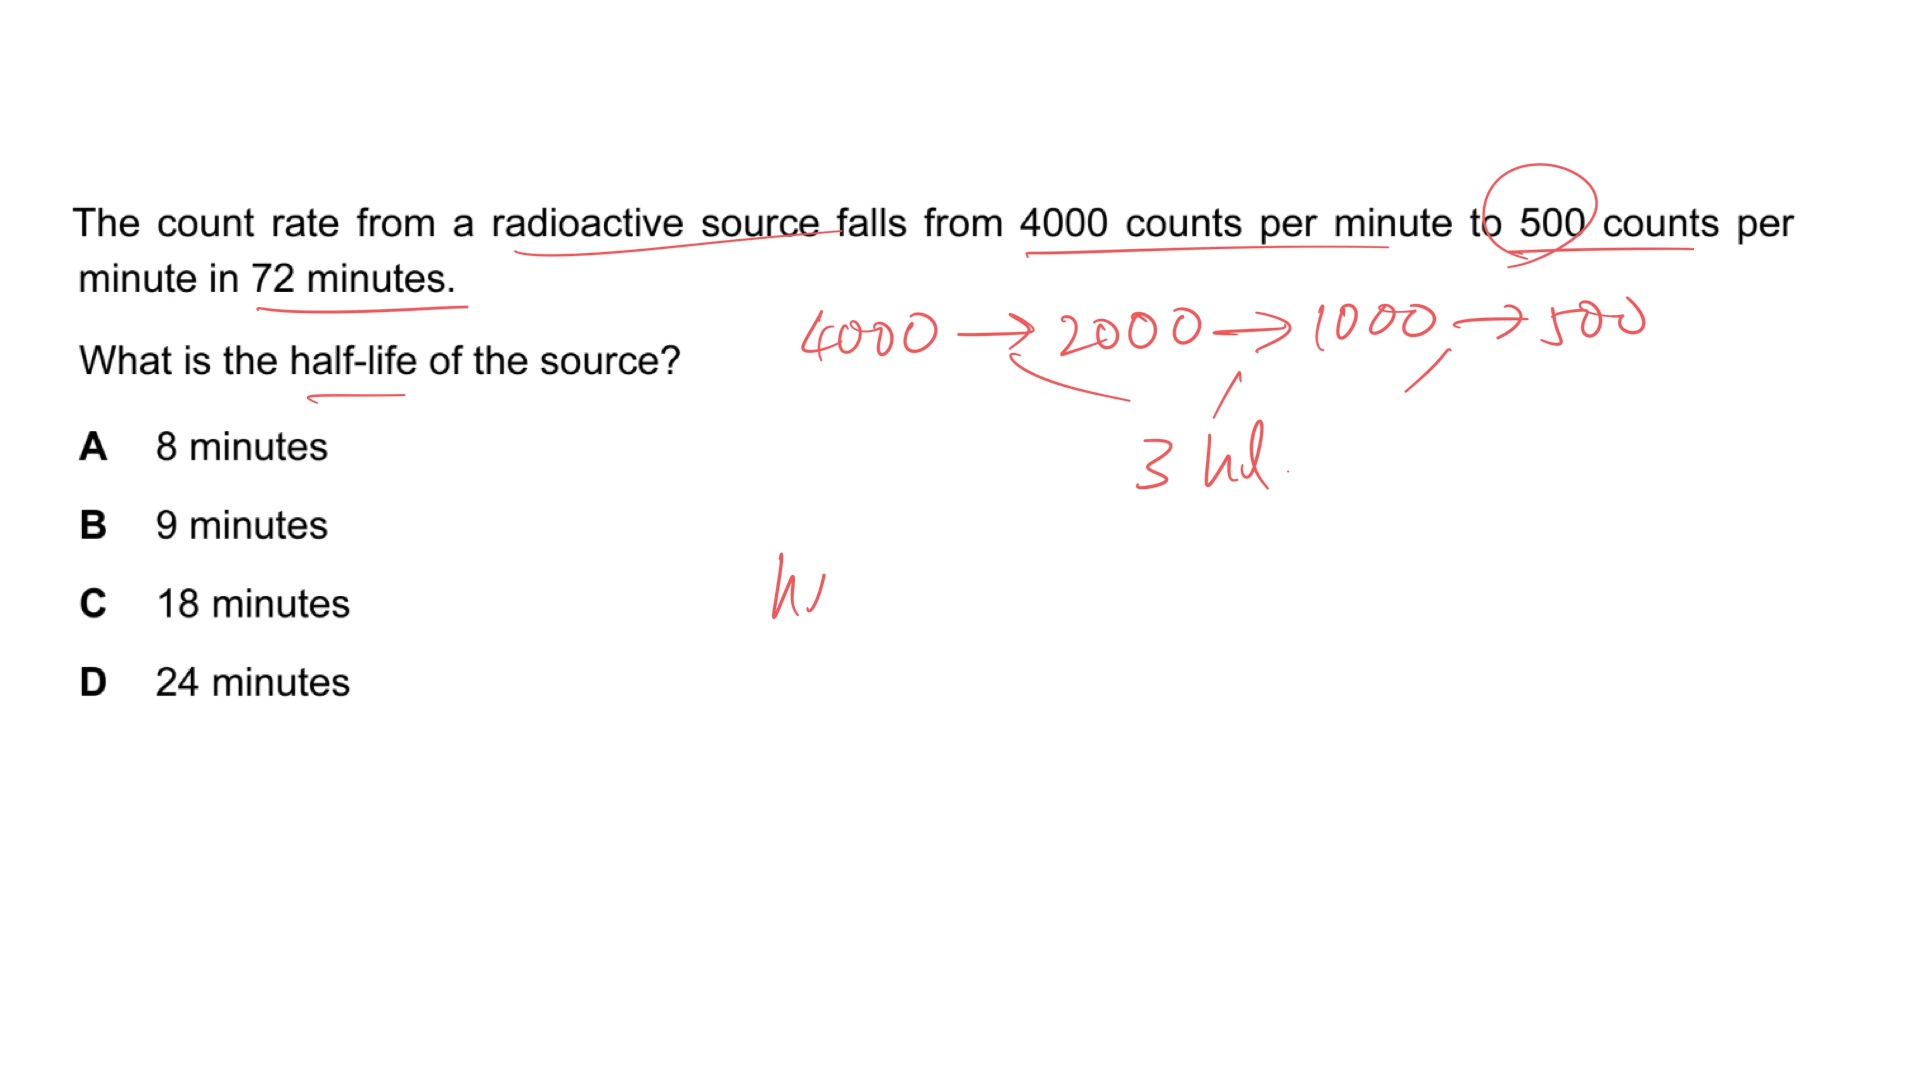 The count rate from a radioactive source falls from 4000 counts per minute to 500 counts per
minute in 72 minutes.
4000 → 2000 → 1000 → 500
What is the half-life of the source?
A 8 minutes
3 hl.
B 9 minutes
C 18 minutes
D 24 minutes